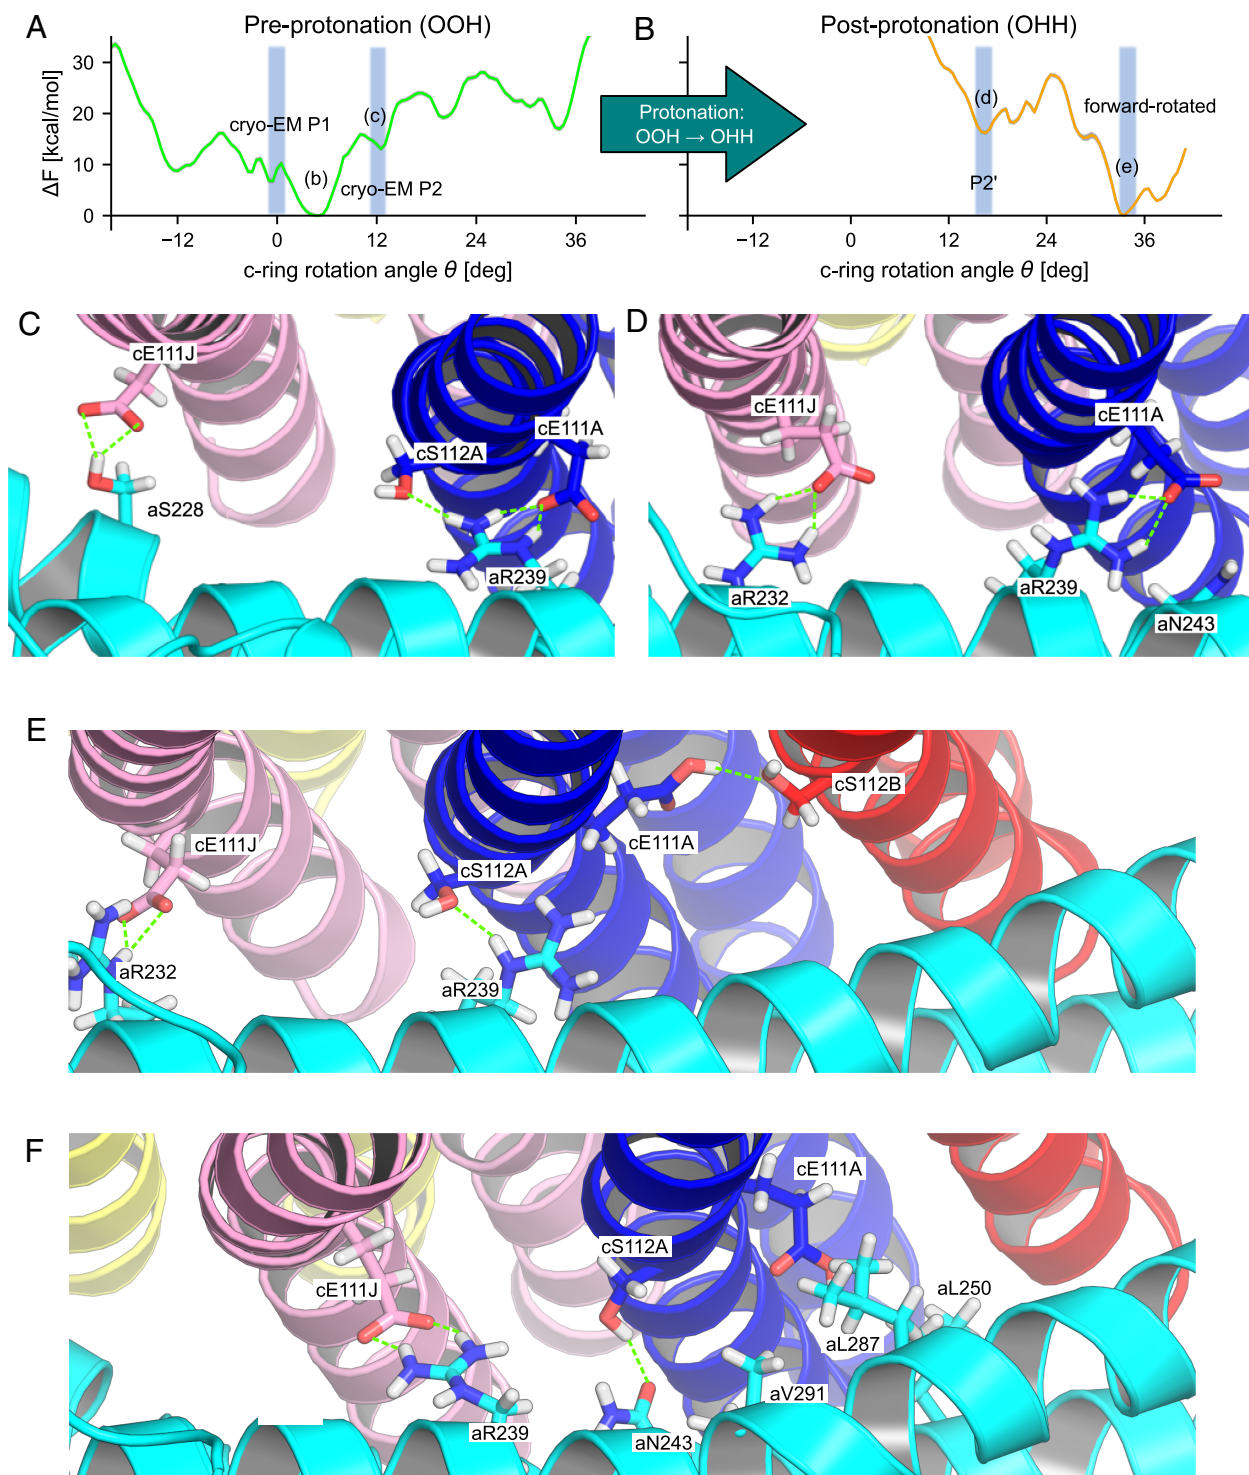 A
Pre-protonation (OOH)
ΔF [kcal/mol]
30
20
10
0
cryo-EM P1
(c)
(b)
cryo-EM P2
−12
0
12
24
36
c-ring rotation angle θ [deg]
Protonation:
OOH → OHH
B
Post-protonation (OHH)
(d)
forward-rotated
P2'
(e)
−12
0
12
24
36
c-ring rotation angle θ [deg]
C
cE111J
cE111A
cS112A
aS228
aR239
D
cE111J
cE111A
aR232
aR239
aN243
E
cS112B
cE111A
cE111J
cS112A
aR232
aR239
F
cE111A
cS112A
cE111J
aL250
aL287
aV291
aR239
aN243